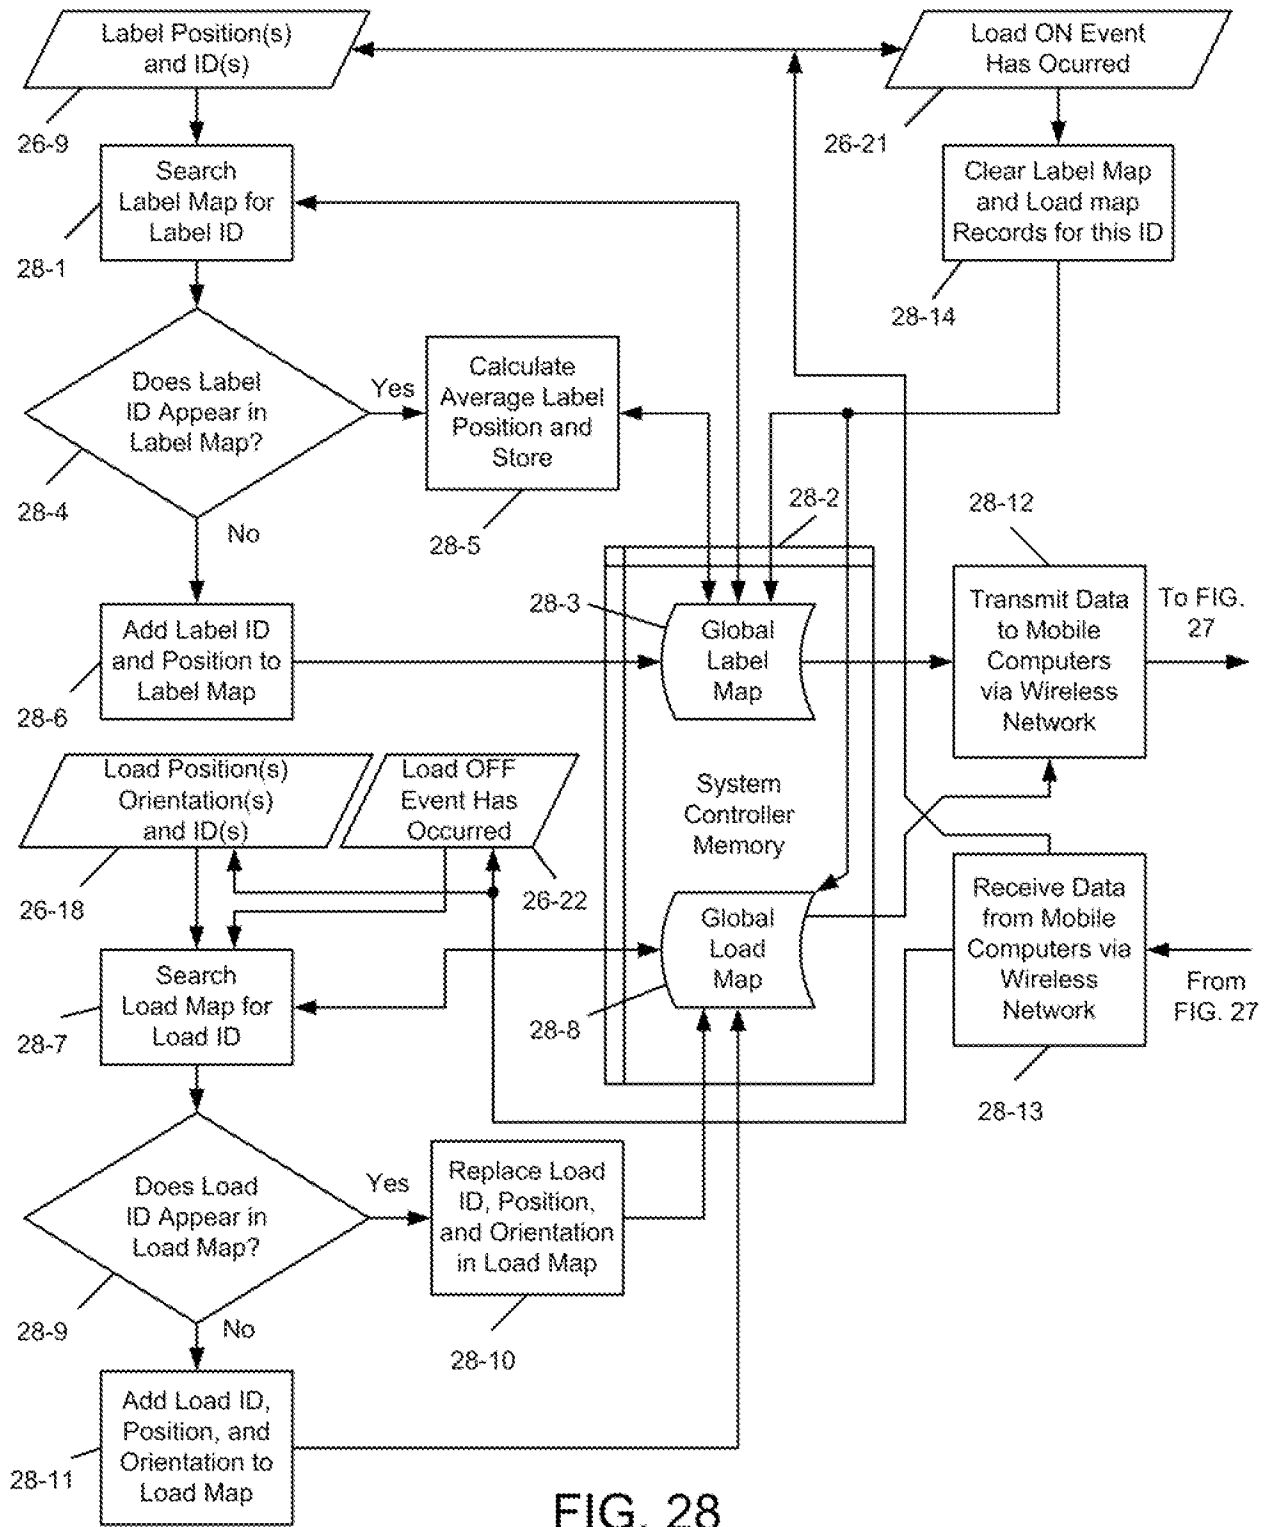 Label Position(s)
and ID(s)
26-9
Load ON Event
Has Ocurred
26-21
Search
Label Map for
Label ID
28-1
Clear Label Map
and Load map
Records for this ID
28-14
Does Label
ID Appear in
Label Map?
28-4
Yes
No
Calculate
Average Label
Position and
Store
28-5
28-2
28-12
28-3
Add Label ID
and Position to
Label Map
28-6
Global
Label
Map
Transmit Data
to Mobile
Computers
via Wireless
Network
To FIG.
27
Load Position(s)
Orientation(s)
and ID(s)
26-18
Load OFF
Event Has
Occurred
26-22
System
Controller
Memory
Search
Load Map for
Load ID
28-7
Global
Load
Map
28-8
Receive Data
from Mobile
Computers via
Wireless
Network
28-13
From
FIG. 27
Does Load
ID Appear in
Load Map?
28-9
Yes
No
Replace Load
ID, Position,
and Orientation
in Load Map
28-10
Add Load ID,
Position, and
Orientation to
Load Map
28-11
FIG. 28